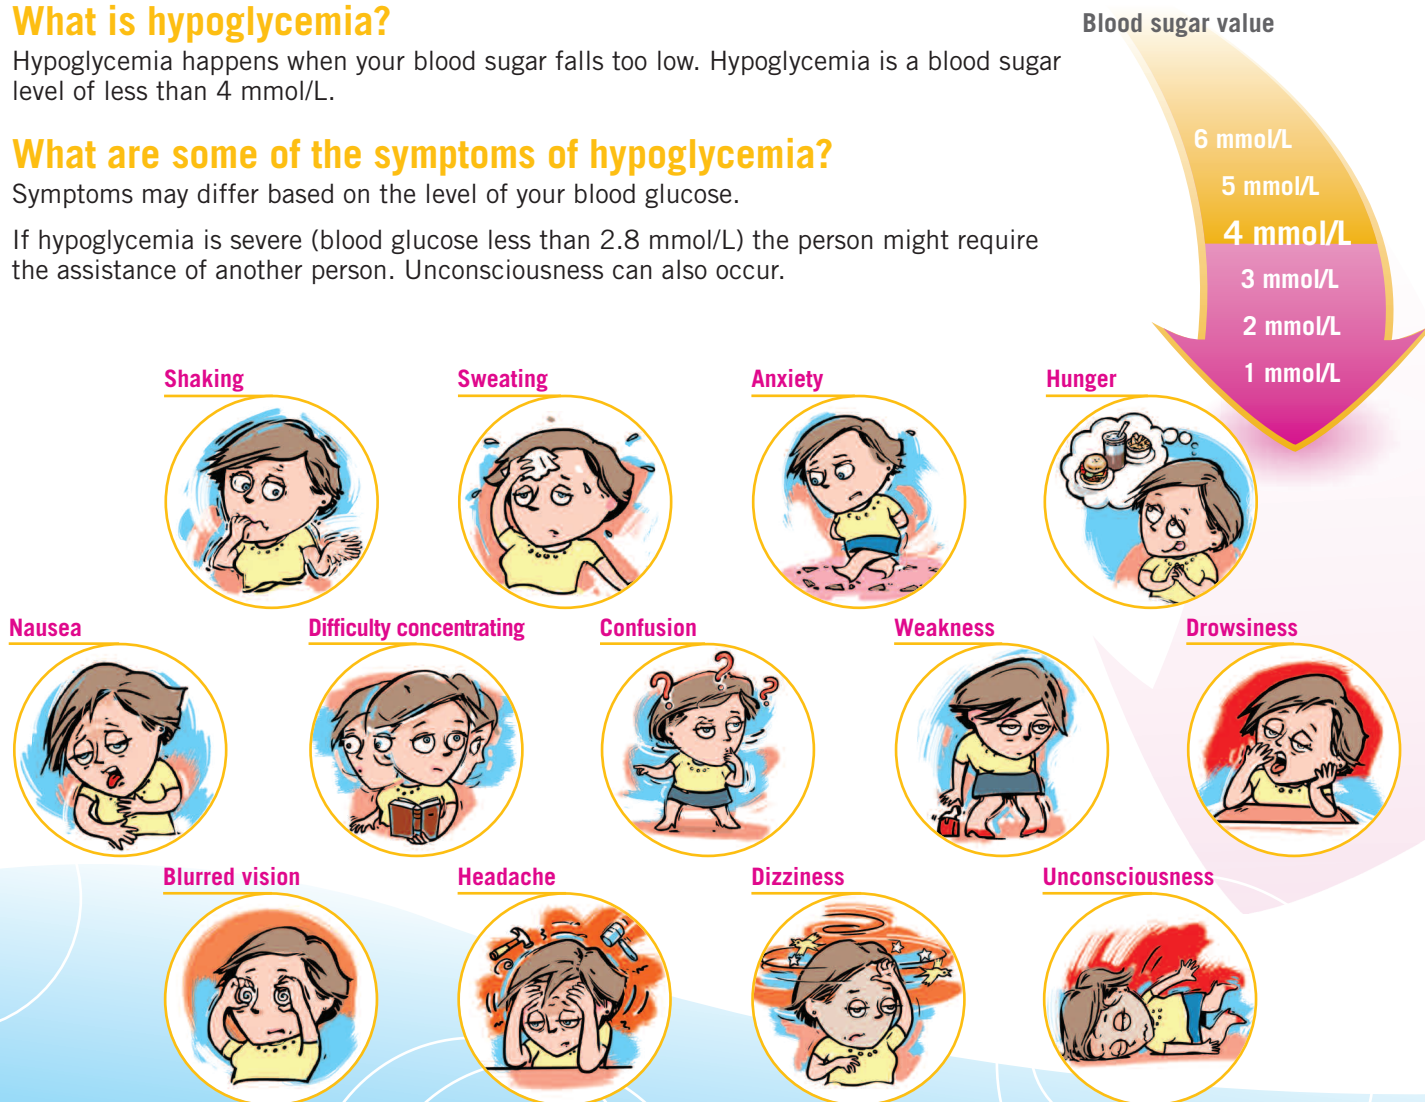 What is hypoglycemia?
Hypoglycemia happens when your blood sugar falls too low. Hypoglycemia is a blood sugar
level of less than 4 mmol/L.
What are some of the symptoms of hypoglycemia?
Symptoms may differ based on the level of your blood glucose.
If hypoglycemia is severe (blood glucose less than 2.8 mmol/L) the person might require
the assistance of another person. Unconsciousness can also occur.
Blood sugar value
6 mmol/L
5 mmol/L
4 mmol/L
3 mmol/L
2 mmol/L
1 mmol/L
Shaking
Sweating
Anxiety
Hunger
Nausea
Difficulty concentrating
Confusion
? ? ?
Weakness
Drowsiness
Blurred vision
Headache
Dizziness
Unconsciousness